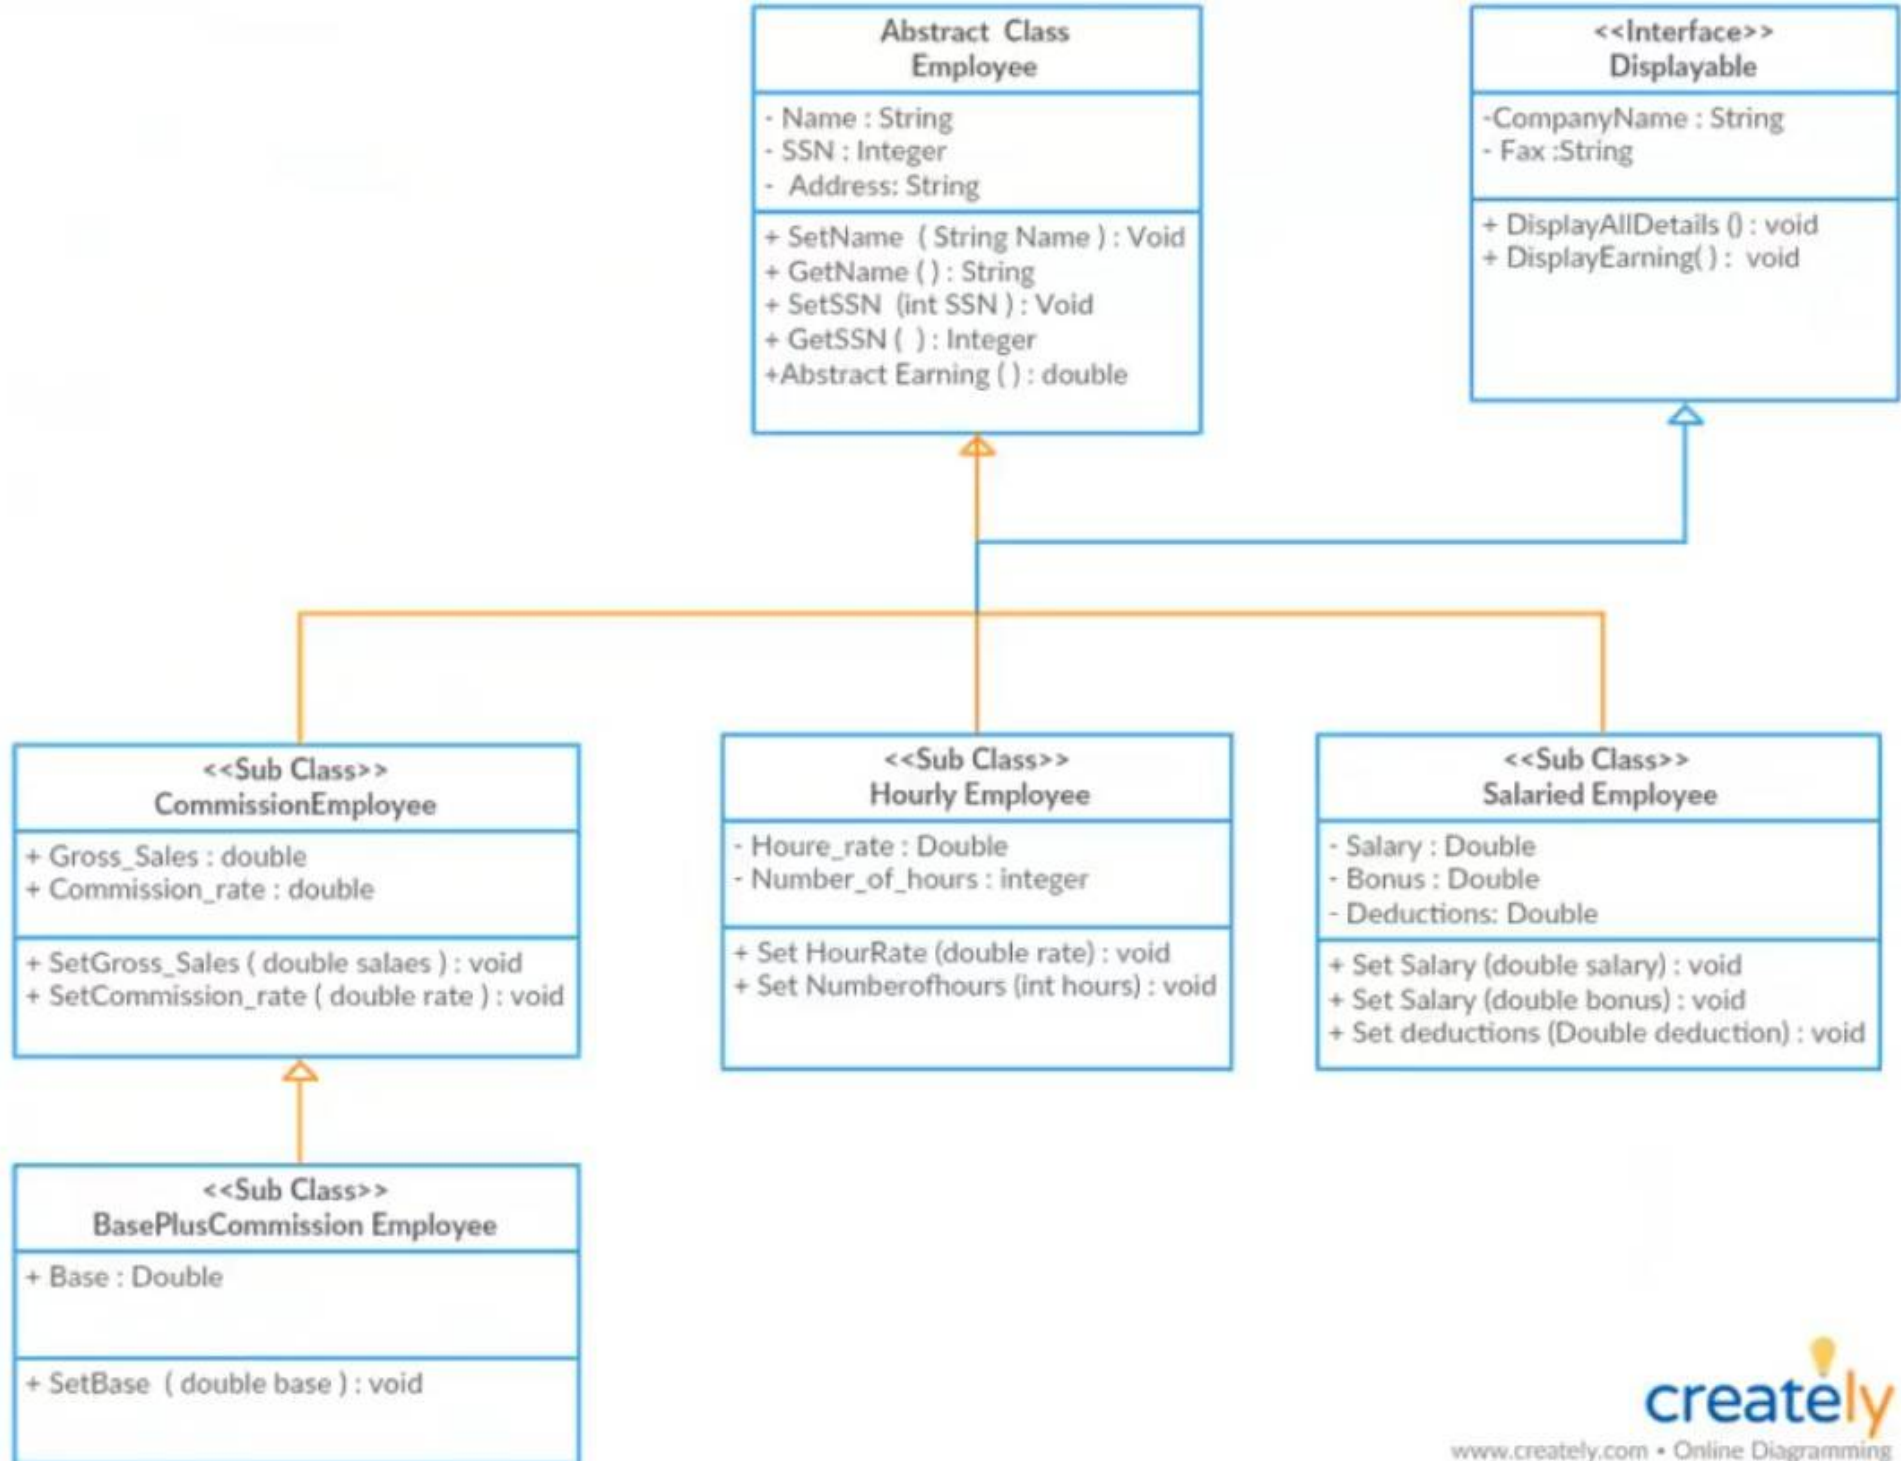 Abstract Class
Employee
- Name : String
- SSN : Integer
- Address: String
+ SetName ( String Name ) : Void
+ GetName ( ) : String
+ SetSSN (int SSN ) : Void
+ GetSSN ( ) : Integer
+Abstract Earning ( ) : double
<<Interface>>
Displayable
-CompanyName : String
- Fax :String
+ DisplayAllDetails () : void
+ DisplayEarning( ) : void
<<Sub Class>>
CommissionEmployee
+ Gross_Sales : double
+ Commission_rate : double
+ SetGross_Sales ( double salaes ) : void
+ SetCommission_rate ( double rate ) : void
<<Sub Class>>
Hourly Employee
- Houre_rate : Double
- Number_of_hours : integer
+ Set HourRate (double rate) : void
+ Set Numberofhours (int hours) : void
<<Sub Class>>
Salaried Employee
- Salary : Double
- Bonus : Double
- Deductions: Double
+ Set Salary (double salary) : void
+ Set Salary (double bonus) : void
+ Set deductions (Double deduction) : void
<<Sub Class>>
BasePlusCommission Employee
+ Base : Double
+ SetBase ( double base ) : void
creately
www.creately.com • Online Diagramming